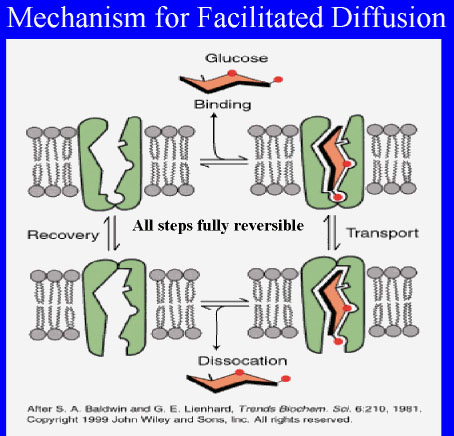 Mechanism for Facilitated Diffusion
Glucose
Binding
Recovery
All steps fully reversible
Transport
Dissocation
After S. A. Baldwin and G. E. Lienhard, Trends Biochem. Sci. 6:210, 1981.
Copyright 1999 John Wiley and Sons, Inc. All rights reserved.